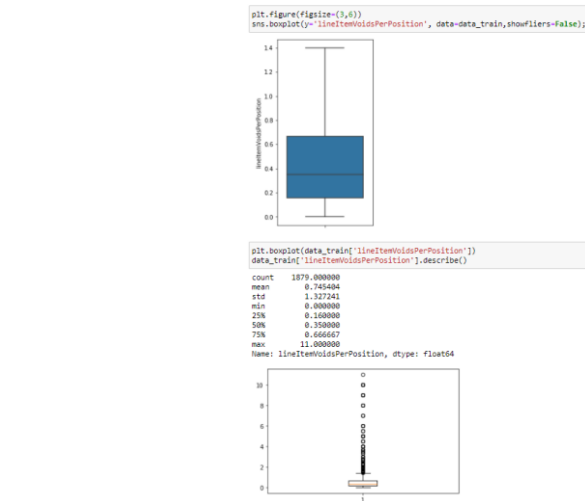 plt.figure(figsize=(3,6))
sns.boxplot(y='lineItemVoidsPerPosition', data=data_train,showfliers=False);
1.4
1.2
1.0
0.8
0.6
0.4
0.2
0.0
lineItemVoidsPerPosition
plt.boxplot(data_train['lineItemVoidsPerPosition'])
data_train['lineItemVoidsPerPosition'].describe()
count 1879.000000
mean 0.745404
std 1.327241
min 0.000000
25% 0.160000
50% 0.350000
75% 0.666667
max 11.000000
Name: lineItemVoidsPerPosition, dtype: float64
10
8
6
4
2
0
1